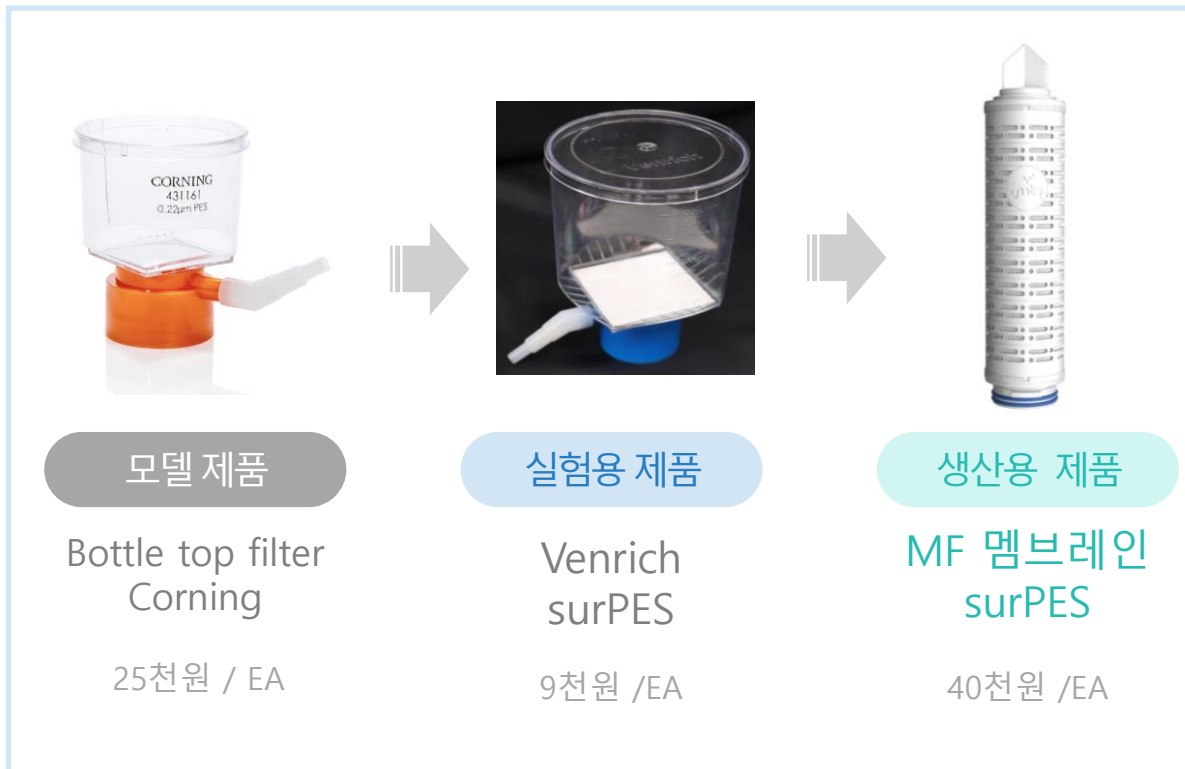 CORNING
431161
0.22µm PES
Venrich
모델 제품
실험용 제품
생산용 제품
Bottle top filter
Corning
Venrich
surPES
MF 멤브레인
surPES
25천원 / EA
9천원 /EA
40천원 /EA